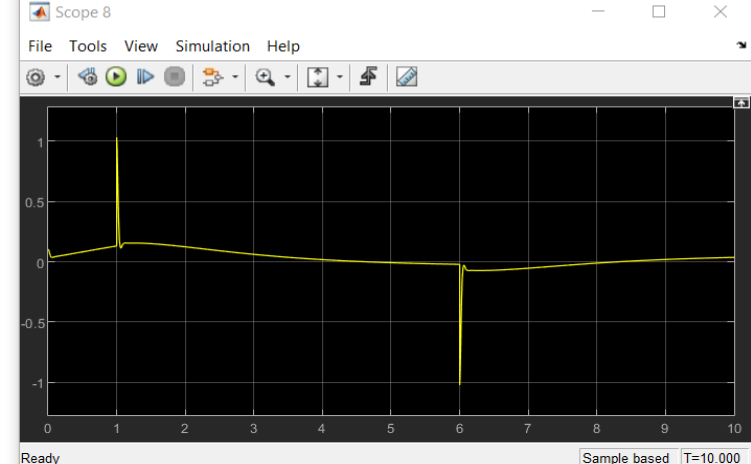 Scope 8
File Tools View Simulation Help
1
0.5
0
-0.5
-1
0 1 2 3 4 5 6 7 8 9 10
Ready Sample based T=10.000